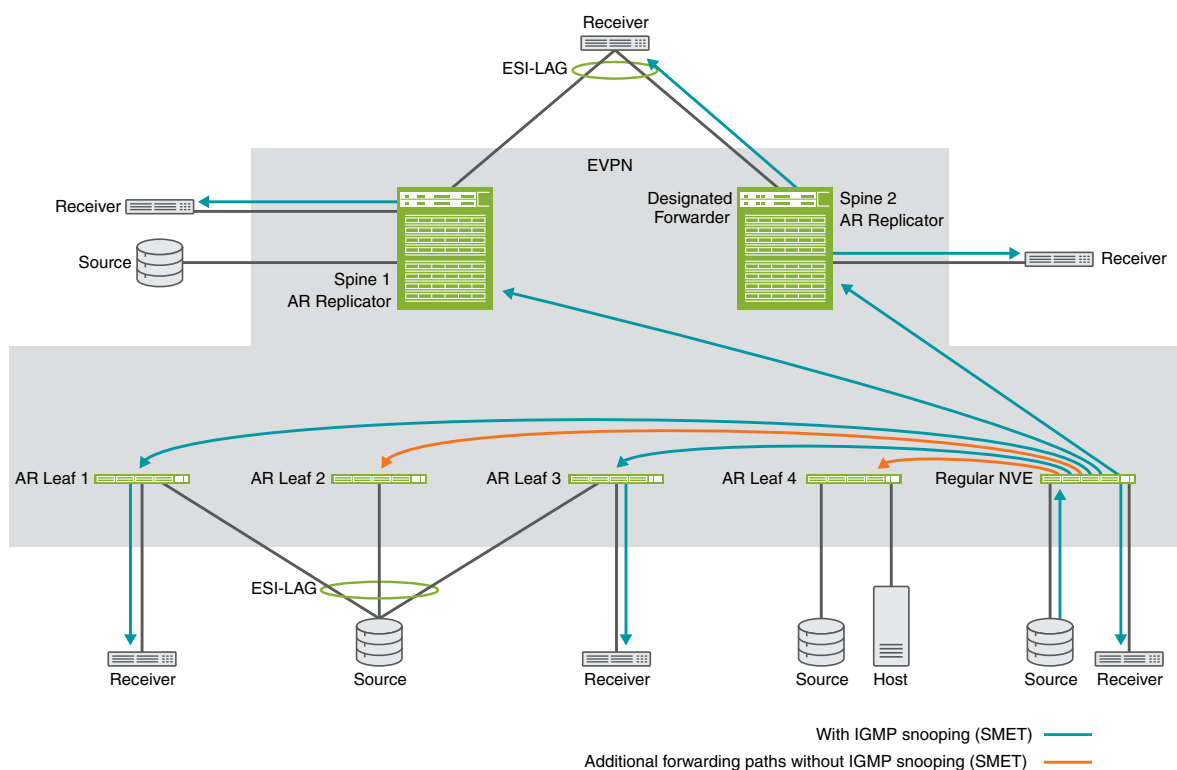 Receiver
ESI-LAG
EVPN
Receiver
Source
Spine 1
AR Replicator
Designated
Forwarder
Spine 2
AR Replicator
Receiver
AR Leaf 1
AR Leaf 2
AR Leaf 3
AR Leaf 4
Regular NVE
ESI-LAG
Receiver
Source
Receiver
Source
Host
Source
Receiver
With IGMP snooping (SMET)
Additional forwarding paths without IGMP snooping (SMET)